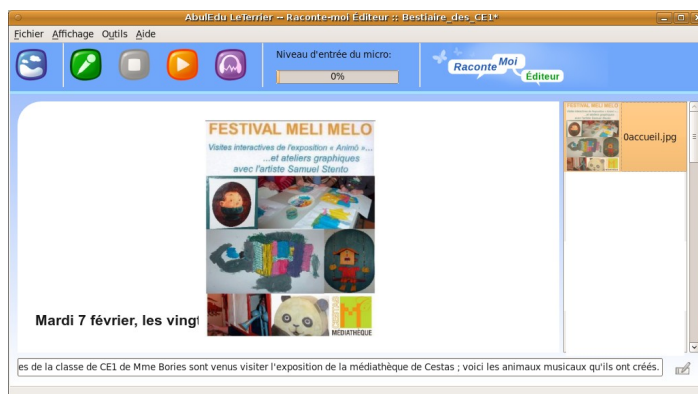 AbulEdu LeTerrier -- Raconte-moi Éditeur :: Bestiaire_des_CE1*
Fichier Affichage Outils Aide
Niveau d'entrée du micro:
0%
Raconte Moi
Éditeur
FESTIVAL MELI MELO
Visites interactives de l'exposition « Animô »...
...et ateliers graphiques
avec l'artiste Samuel Stento
MÉDIATHÈQUE
Mardi 7 février, les vingt
0accueil.jpg
es de la classe de CE1 de Mme Bories sont venus visiter l'exposition de la médiathèque de Cestas ; voici les animaux musicaux qu'ils ont créés.